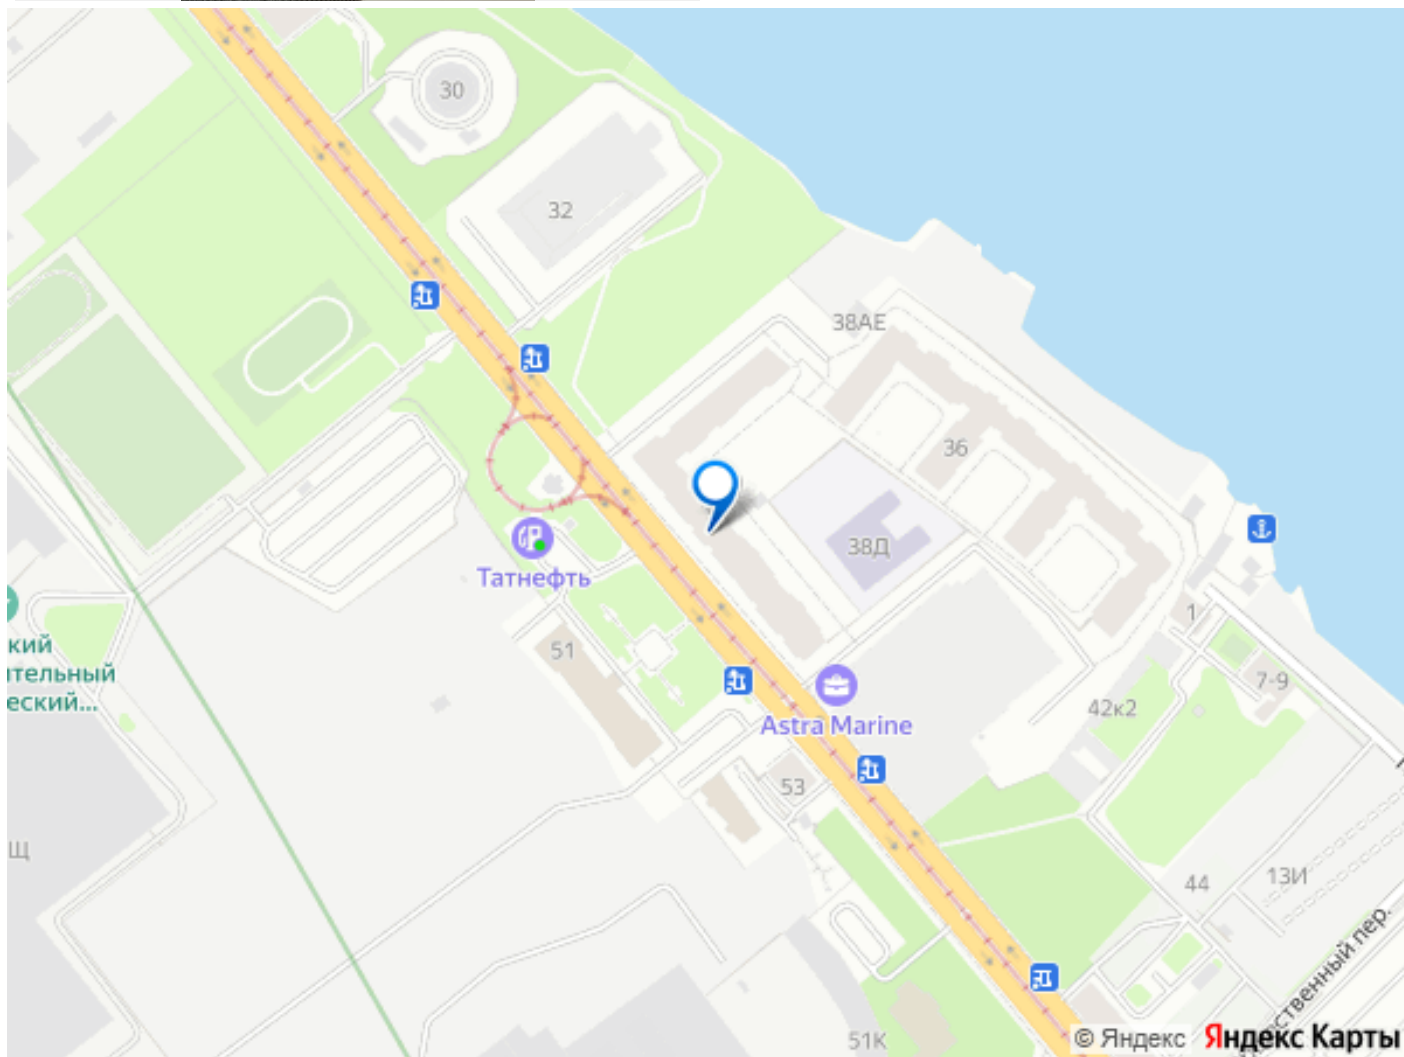 30
32
38АЕ
36
38Д
Татнефть
51
1
кий
ительный
еский...
7-9
42к2
Astra Marine
53
Щ
44
13И
ственный пер.
51К
© Яндекс Яндекс Карты